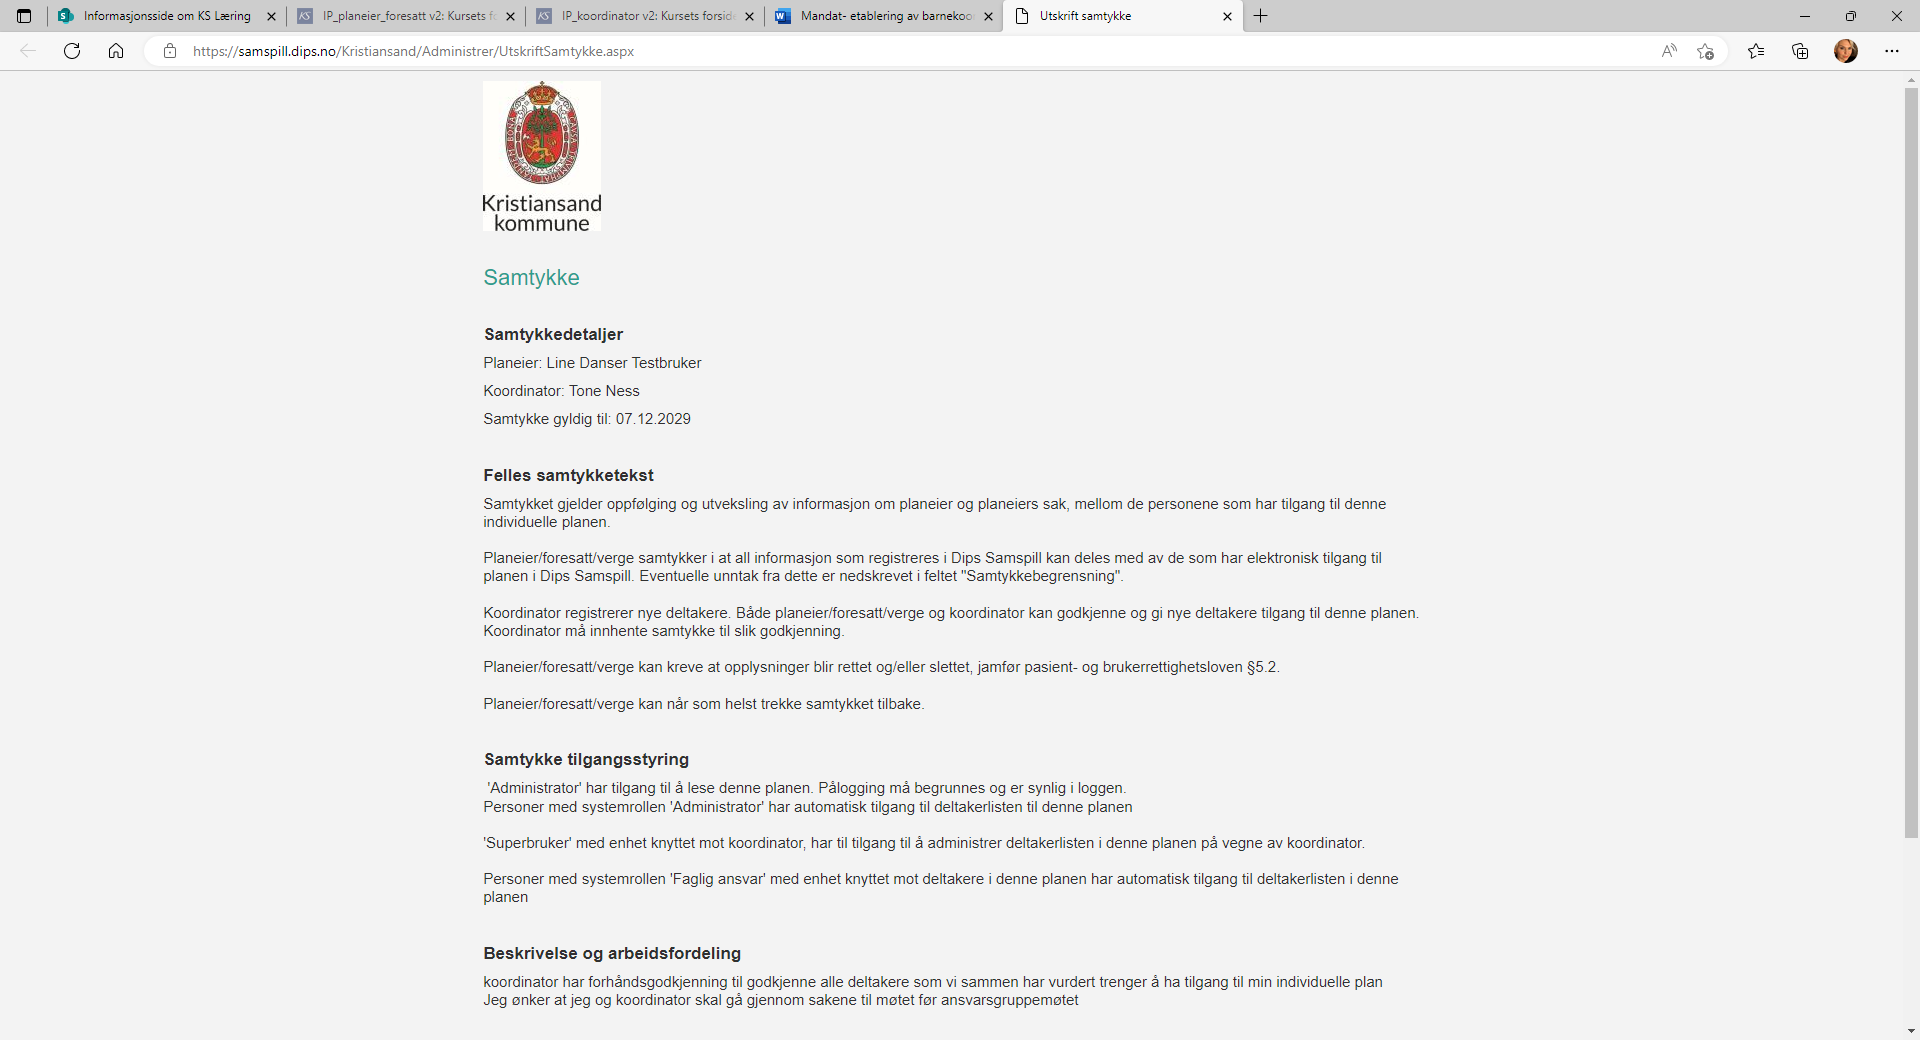 Informasjonsside om KS Læring
IP_planeier_foresatt v2: Kursets fo
IP_koordinator v2: Kursets forside
Mandat- etablering av barnekoor
Utskrift samtykke
https://samspill.dips.no/Kristiansand/Administrer/UtskriftSamtykke.aspx
Kristiansand
kommune
Samtykke
Samtykkedetaljer
Planeier: Line Danser Testbruker
Koordinator: Tone Ness
Samtykke gyldig til: 07.12.2029
Felles samtykketekst
Samtykket gjelder oppfølging og utveksling av informasjon om planeier og planeiers sak, mellom de personene som har tilgang til denne
individuelle planen.
Planeier/foresatt/verge samtykker i at all informasjon som registreres i Dips Samspill kan deles med av de som har elektronisk tilgang til
planen i Dips Samspill. Eventuelle unntak fra dette er nedskrevet i feltet "Samtykkebegrensning".
Koordinator registrerer nye deltakere. Både planeier/foresatt/verge og koordinator kan godkjenne og gi nye deltakere tilgang til denne planen.
Koordinator må innhente samtykke til slik godkjenning.
Planeier/foresatt/verge kan kreve at opplysninger blir rettet og/eller slettet, jamfør pasient- og brukerrettighetsloven §5.2.
Planeier/foresatt/verge kan når som helst trekke samtykket tilbake.
Samtykke tilgangsstyring
'Administrator' har tilgang til å lese denne planen. Pålogging må begrunnes og er synlig i loggen.
Personer med systemrollen 'Administrator' har automatisk tilgang til deltakerlisten til denne planen
'Superbruker' med enhet knyttet mot koordinator, har til tilgang til å administrer deltakerlisten i denne planen på vegne av koordinator.
Personer med systemrollen 'Faglig ansvar' med enhet knyttet mot deltakere i denne planen har automatisk tilgang til deltakerlisten i denne
planen
Beskrivelse og arbeidsfordeling
koordinator har forhåndsgodkjenning til godkjenne alle deltakere som vi sammen har vurdert trenger å ha tilgang til min individuelle plan
Jeg ønker at jeg og koordinator skal gå gjennom sakene til møtet før ansvarsgruppemøtet